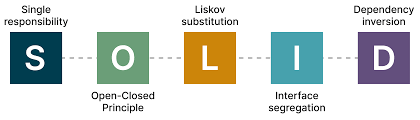 Single
responsibility
Liskov
substitution
Dependency
inversion
S O L I D
Open-Closed
Principle
Interface
segregation